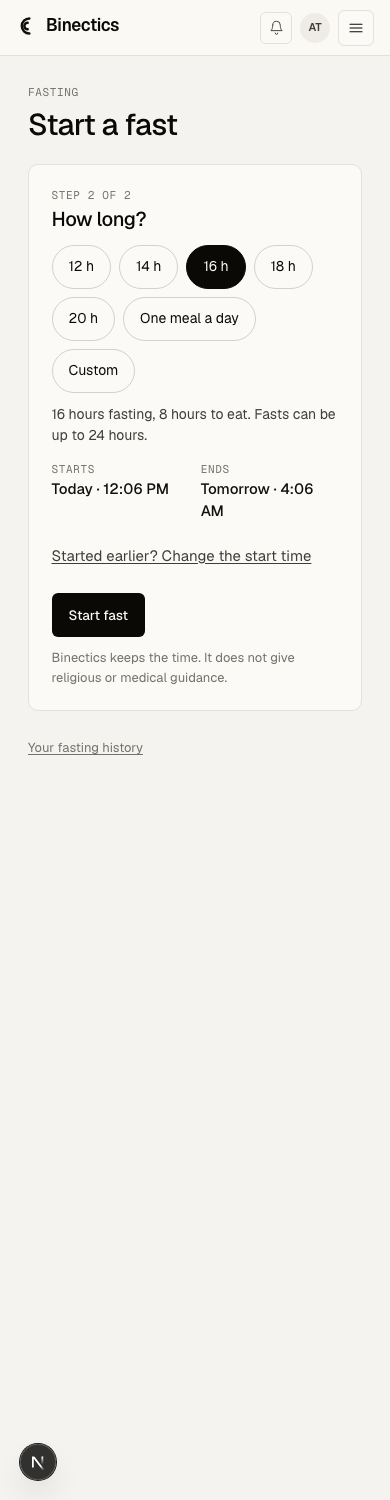 Binectics
AT
FASTING
Start a fast
STEP 2 OF 2
How long?
12 h
14 h
16 h
18 h
20 h
One meal a day
Custom
16 hours fasting, 8 hours to eat. Fasts can be
up to 24 hours.
STARTS
Today · 12:06 PM
ENDS
Tomorrow · 4:06
AM
Started earlier? Change the start time
Start fast
Binectics keeps the time. It does not give
religious or medical guidance.
Your fasting history
N